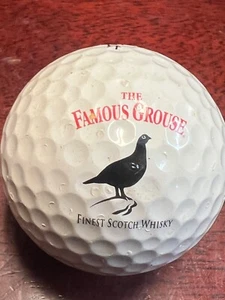 THE
FAMOUS GROUSE
FINEST SCOTCH WHISKY